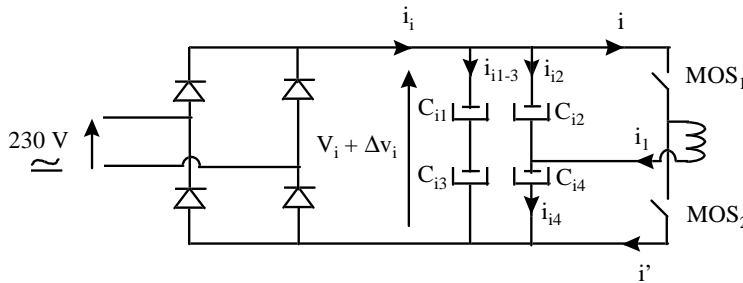 i_i
i
i_i1-3
i_i2
MOS_1
C_i1
C_i2
230 V
V_i + Δv_i
i_1
C_i3
C_i4
i_i4
MOS_2
i'